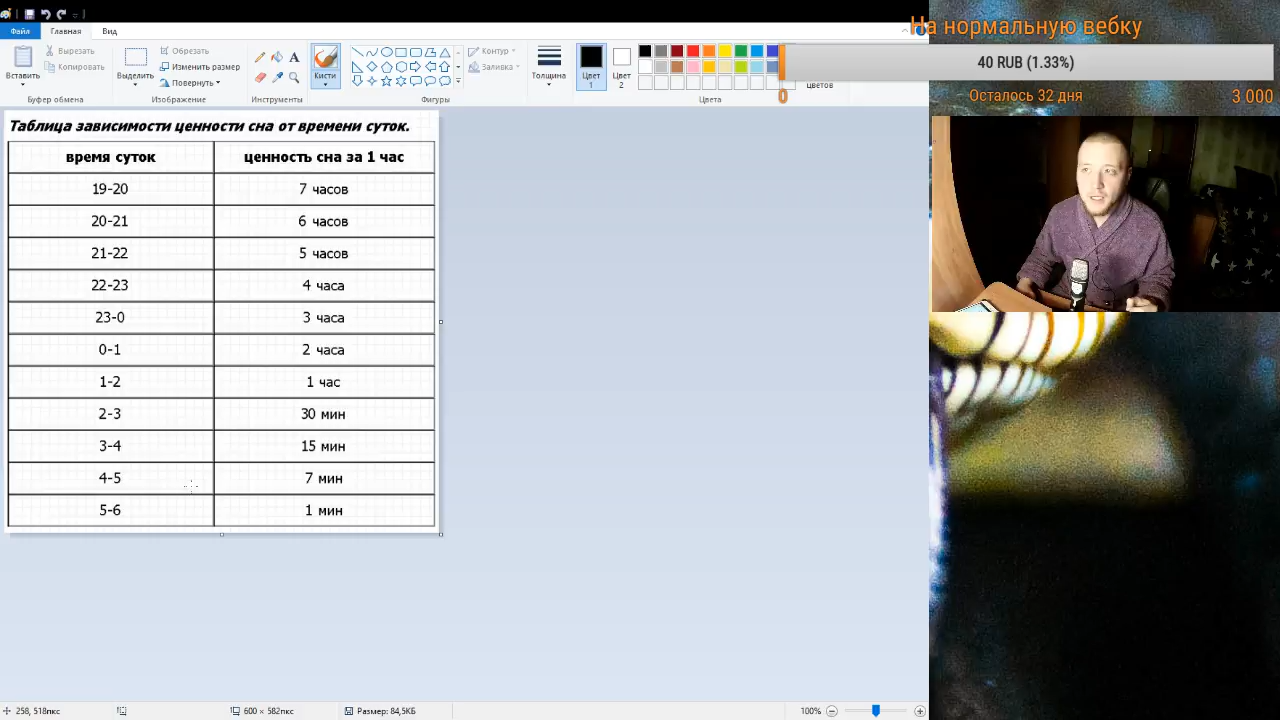 Файл
Главная
Вид
Вставить
Вырезать
Копировать
Буфер обмена
Выделить
Обрезать
Изменить размер
Повернуть
Изображение
A
Инструменты
Кисти
Контур
Заливка
Фигуры
Толщина
Цвет
1
Цвет
2
цветов
Цвета
На нормальную вебку
40 RUB (1.33%)
0
Осталось 32 дня
3 000
Таблица зависимости ценности сна от времени суток.
время суток ценность сна за 1 час
19-20 7 часов
20-21 6 часов
21-22 5 часов
22-23 4 часа
23-0 3 часа
0-1 2 часа
1-2 1 час
2-3 30 мин
3-4 15 мин
4-5 7 мин
5-6 1 мин
258, 518пкс
600 × 582пкс
Размер: 84,5КБ
100%